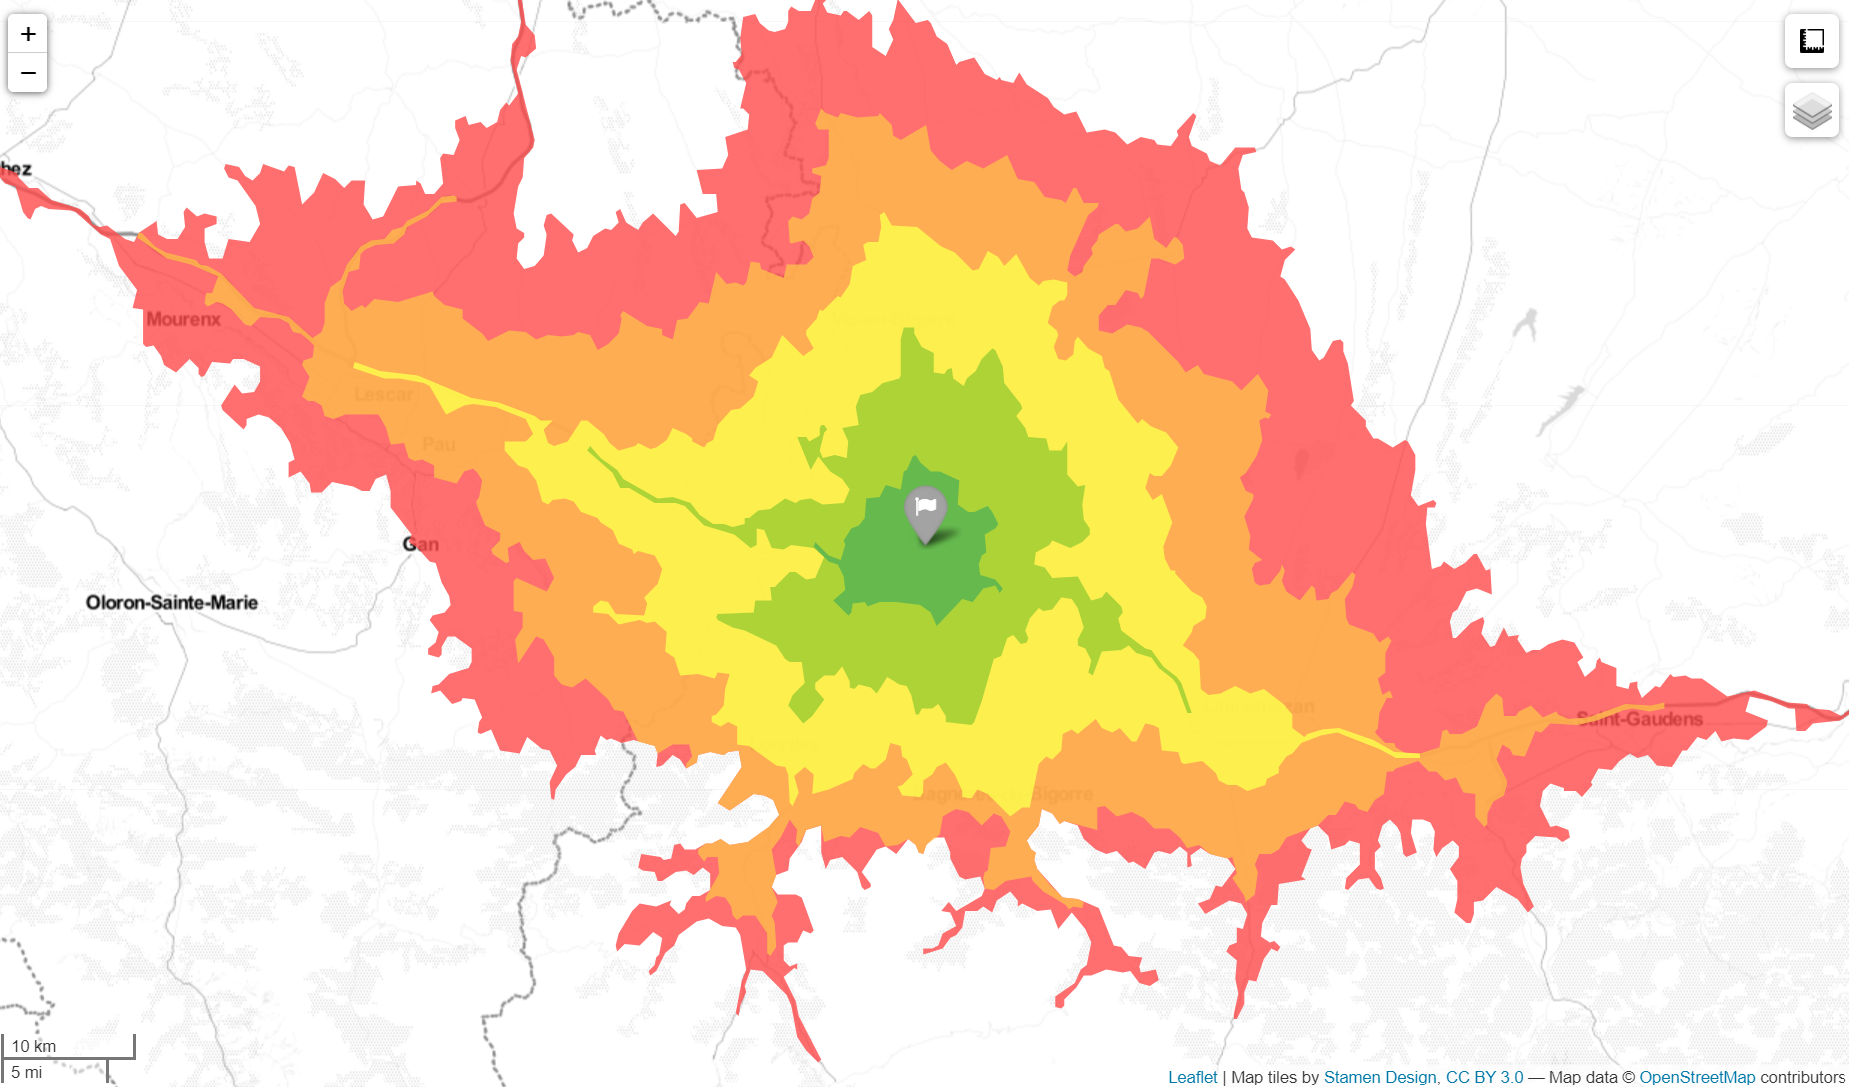 +
−
hez
Mourenx
Lescar
Pau
Gan
Oloron-Sainte-Marie
Saint-Gaudens
10 km
5 mi
Leaflet | Map tiles by Stamen Design, CC BY 3.0 — Map data © OpenStreetMap contributors